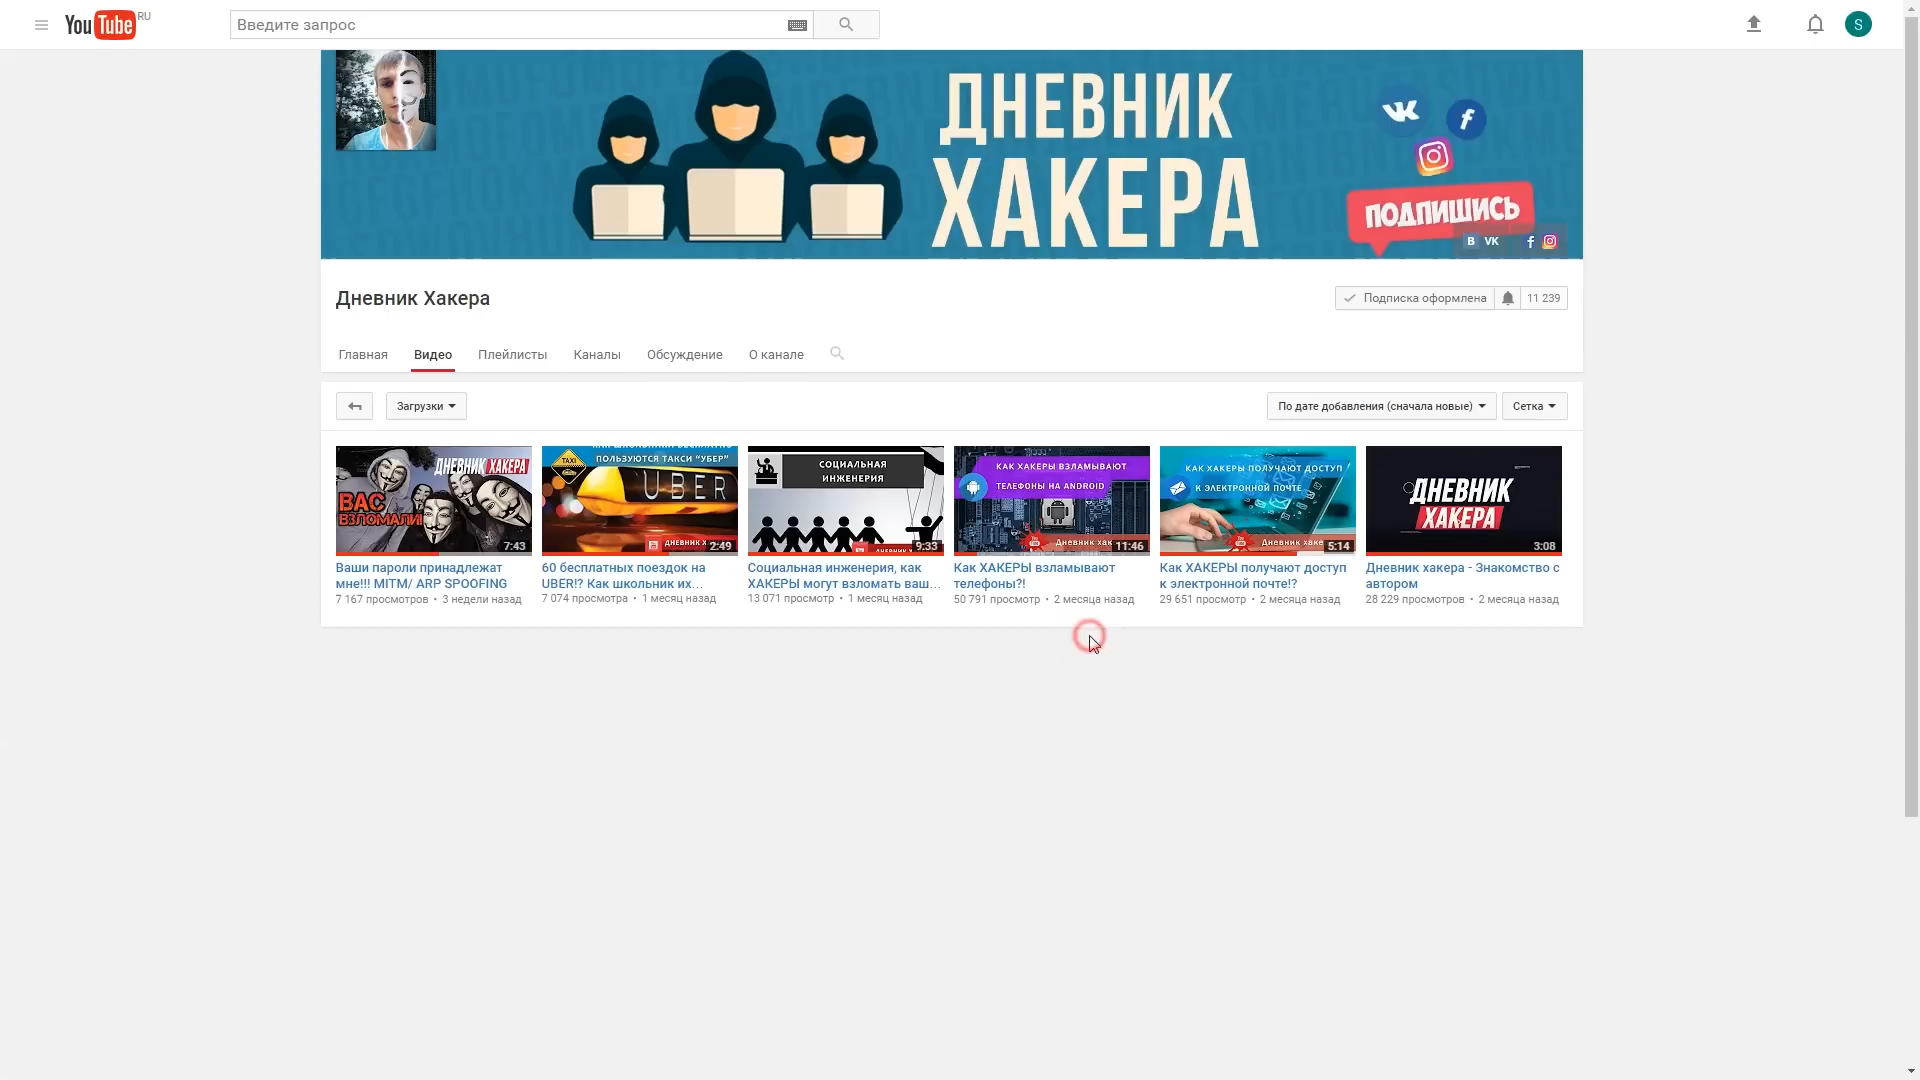 YouTube RU
Введите запрос
S
ДНЕВНИК
ХАКЕРА
ПОДПИШИСЬ
B VK f
Дневник Хакера
Подписка оформлена 11 239
Главная Видео Плейлисты Каналы Обсуждение О канале
Загрузки
По дате добавления (сначала новые) Сетка
ДНЕВНИК ХАКЕРА
ВАС
ВЗЛОМАЛИ
7:43
Ваши пароли принадлежат
мне!!! MITM/ ARP SPOOFING
7 167 просмотров • 3 недели назад
TAXI
ПОЛЬЗУЮТСЯ ТАКСИ "УБЕР"
UBER
2:49
60 бесплатных поездок на
UBER!? Как школьник их...
7 074 просмотра • 1 месяц назад
СОЦИАЛЬНАЯ
ИНЖЕНЕРИЯ
9:33
Социальная инженерия, как
ХАКЕРЫ могут взломать ваш...
13 071 просмотр • 1 месяц назад
КАК ХАКЕРЫ ВЗЛАМЫВАЮТ
ТЕЛЕФОНЫ НА ANDROID
Дневник хак 11:46
Как ХАКЕРЫ взламывают
телефоны?!
50 791 просмотр • 2 месяца назад
КАК ХАКЕРЫ ПОЛУЧАЮТ ДОСТУП
К ЭЛЕКТРОННОЙ ПОЧТЕ
Дневник хаке 5:14
Как ХАКЕРЫ получают доступ
к электронной почте!?
29 651 просмотр • 2 месяца назад
ДНЕВНИК
ХАКЕРА
3:08
Дневник хакера - Знакомство с
автором
28 229 просмотров • 2 месяца назад